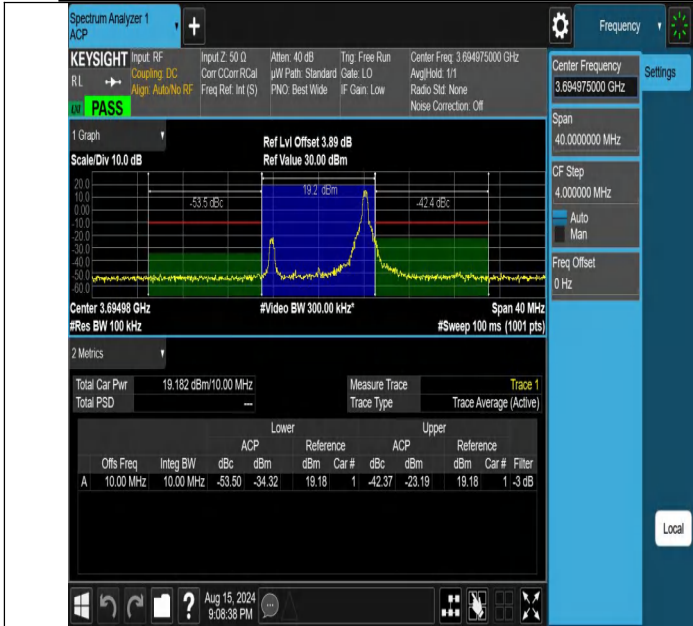 Spectrum Analyzer 1
ACP
Frequency
KEYSIGHT
RL
LXI
PASS
Input: RF
Coupling: DC
Align: Auto/No RF
Input Z: 50 Ω
Corr CCorr RCal
Freq Ref: Int (S)
Atten: 40 dB
µW Path: Standard
PNO: Best Wide
Trig: Free Run
Gate: LO
IF Gain: Low
Center Freq: 3.694975000 GHz
Avg|Hold: 1/1
Radio Std: None
Noise Correction: Off
Center Frequency
3.694975000 GHz
Settings
Span
40.0000000 MHz
CF Step
4.000000 MHz
Auto
Man
Freq Offset
0 Hz
Local
1 Graph
Scale/Div 10.0 dB
Ref Lvl Offset 3.89 dB
Ref Value 30.00 dBm
20.0
10.0
0.00
-10.0
-20.0
-30.0
-40.0
-50.0
-60.0
-53.5 dBc
19.2 dBm
-42.4 dBc
Center 3.69498 GHz
#Video BW 300.00 kHz*
Span 40 MHz
#Res BW 100 kHz
#Sweep 100 ms (1001 pts)
2 Metrics
Total Car Pwr 19.182 dBm/10.00 MHz
Total PSD ---
Measure Trace Trace 1
Trace Type Trace Average (Active)
Lower Upper
ACP Reference ACP Reference
Offs Freq Integ BW dBc dBm dBm Car # dBc dBm dBm Car # Filter
A 10.00 MHz 10.00 MHz -53.50 -34.32 19.18 1 -42.37 -23.19 19.18 1 -3 dB
?
Aug 15, 2024
9:08:38 PM